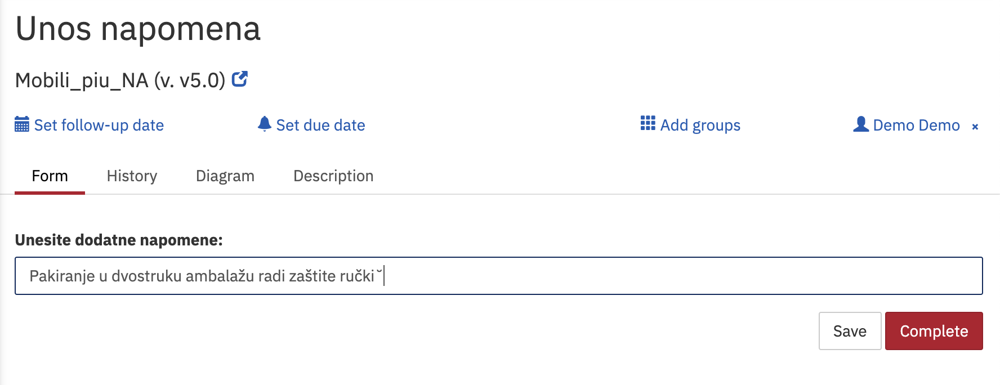 Unos napomena
Mobili_piu_NA (v. v5.0)
Set follow-up date
Set due date
Add groups
Demo Demo ×
Form
History
Diagram
Description
Unesite dodatne napomene:
Pakiranje u dvostruku ambalažu radi zaštite ručki˘
Save
Complete